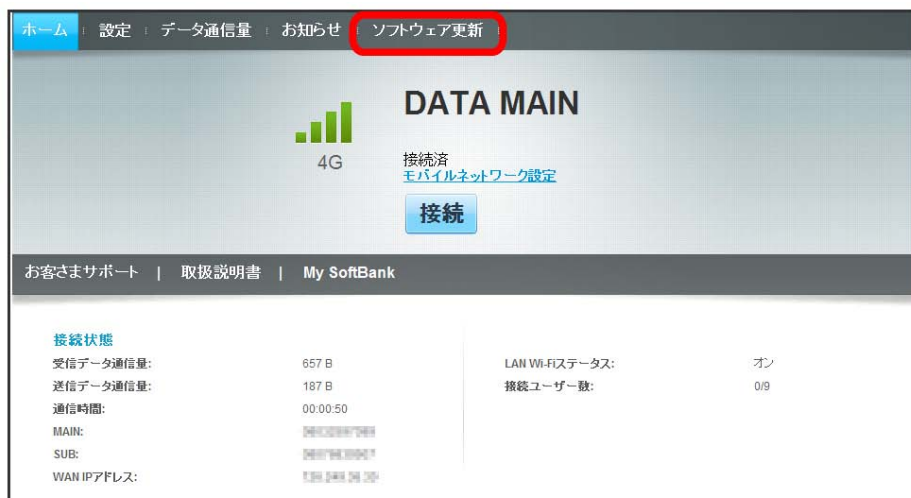 ホーム 設定 データ通信量 お知らせ ソフトウェア更新
DATA MAIN
4G
接続済
モバイルネットワーク設定
接続
お客さまサポート | 取扱説明書 | My SoftBank
接続状態
受信データ通信量: 657 B LAN Wi-Fiステータス: オン
送信データ通信量: 187 B 接続ユーザー数: 0/9
通信時間: 00:00:50
MAIN:
SUB:
WAN IPアドレス: